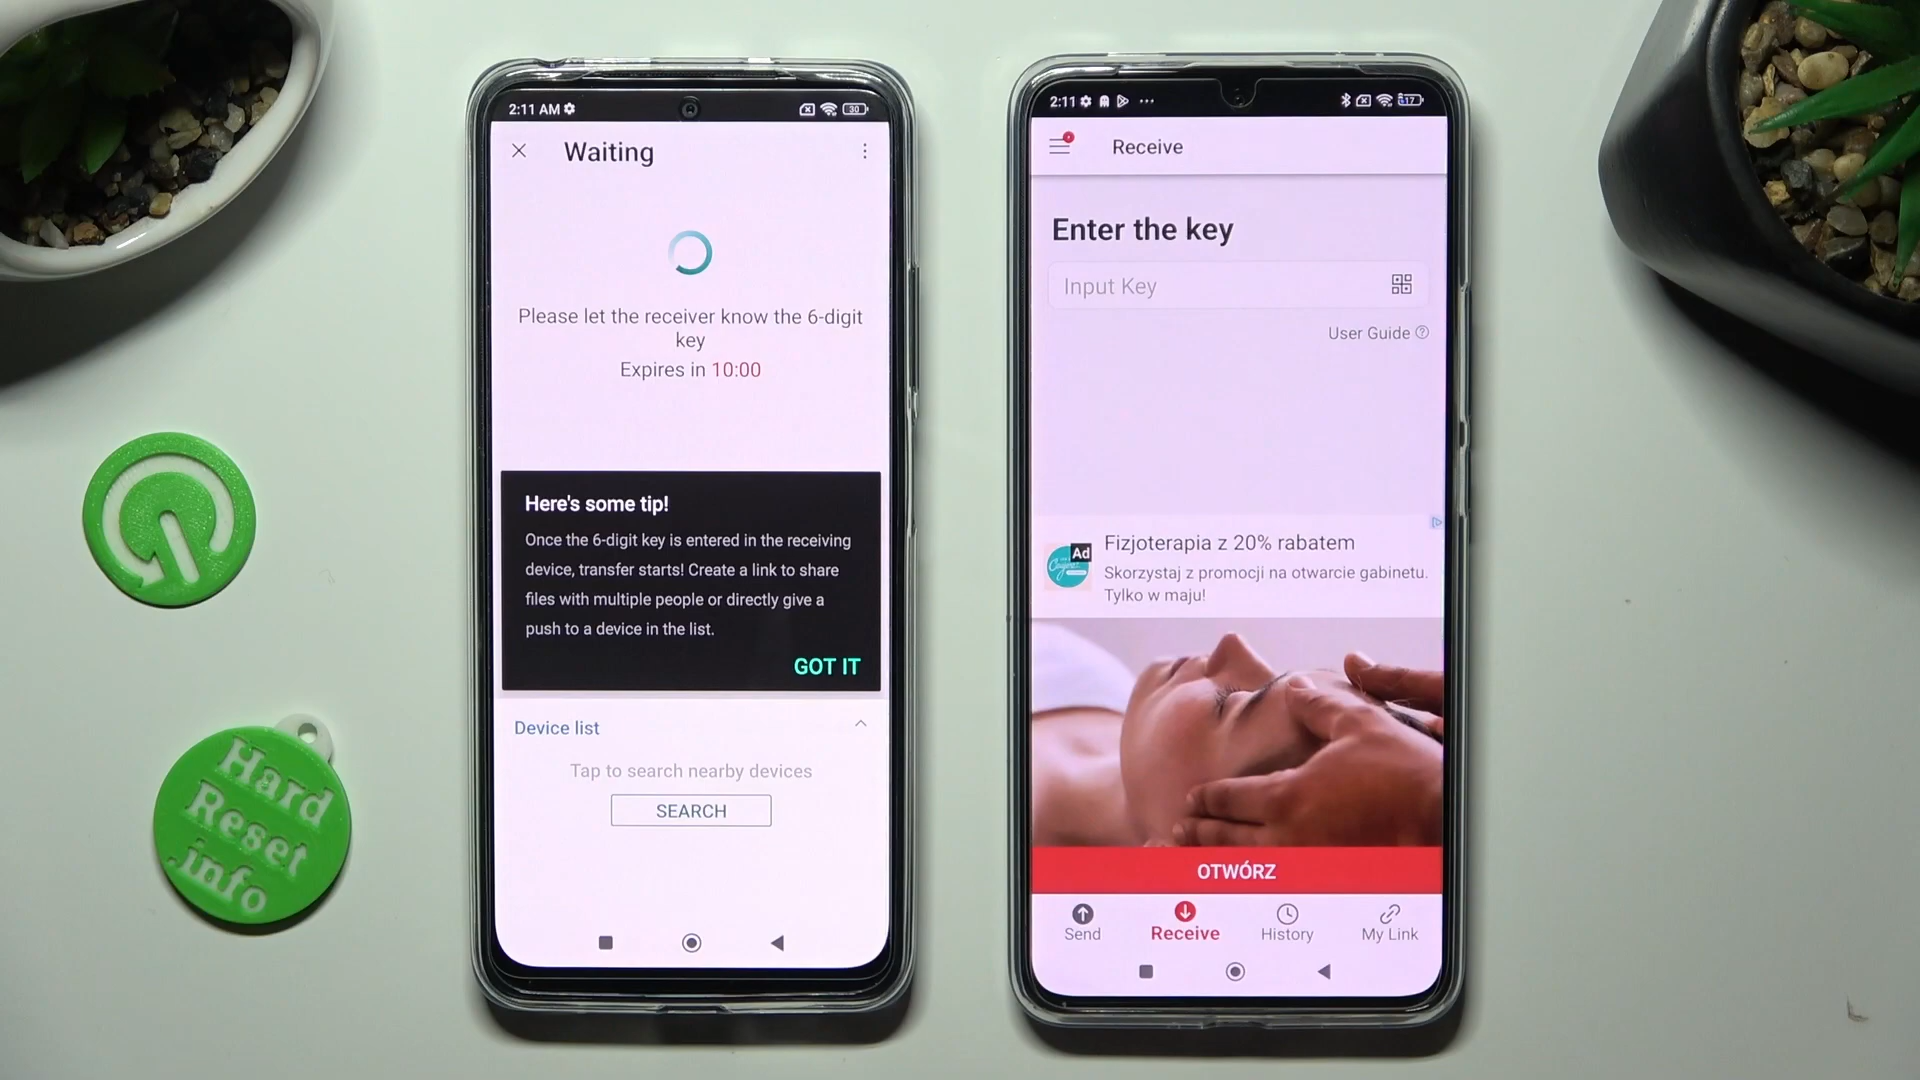 2:11 AM
30
Waiting
Please let the receiver know the 6-digit
key
Expires in 10:00
Here's some tip!
Once the 6-digit key is entered in the receiving
device, transfer starts! Create a link to share
files with multiple people or directly give a
push to a device in the list.
GOT IT
Device list
Tap to search nearby devices
SEARCH
2:11
17
Receive
Enter the key
Input Key
User Guide
Ad
Fizjoterapia z 20% rabatem
Skorzystaj z promocji na otwarcie gabinetu.
Tylko w maju!
OTWÓRZ
Send
Receive
History
My Link
Hard
Reset
.info